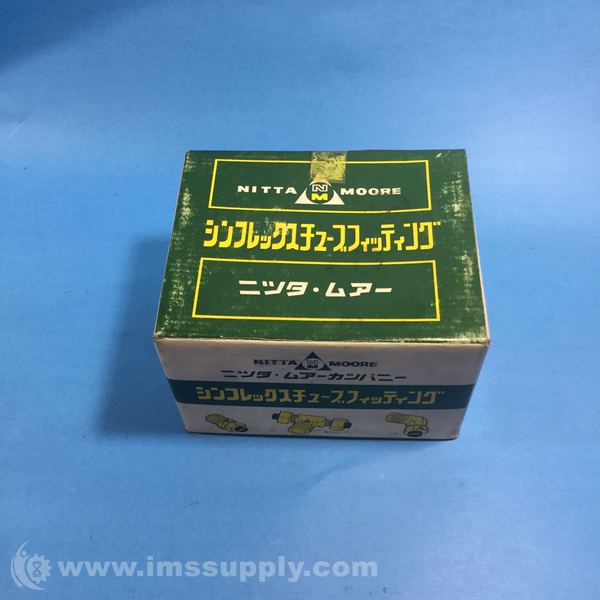 NITTA NM MOORE
シンフレックスチューブフィッティング
ニッタ・ムアー
NITTA NM MOORE
ニッタ・ムアーカンパニー
シンフレックスチューブフィッティング
www.imssupply.com